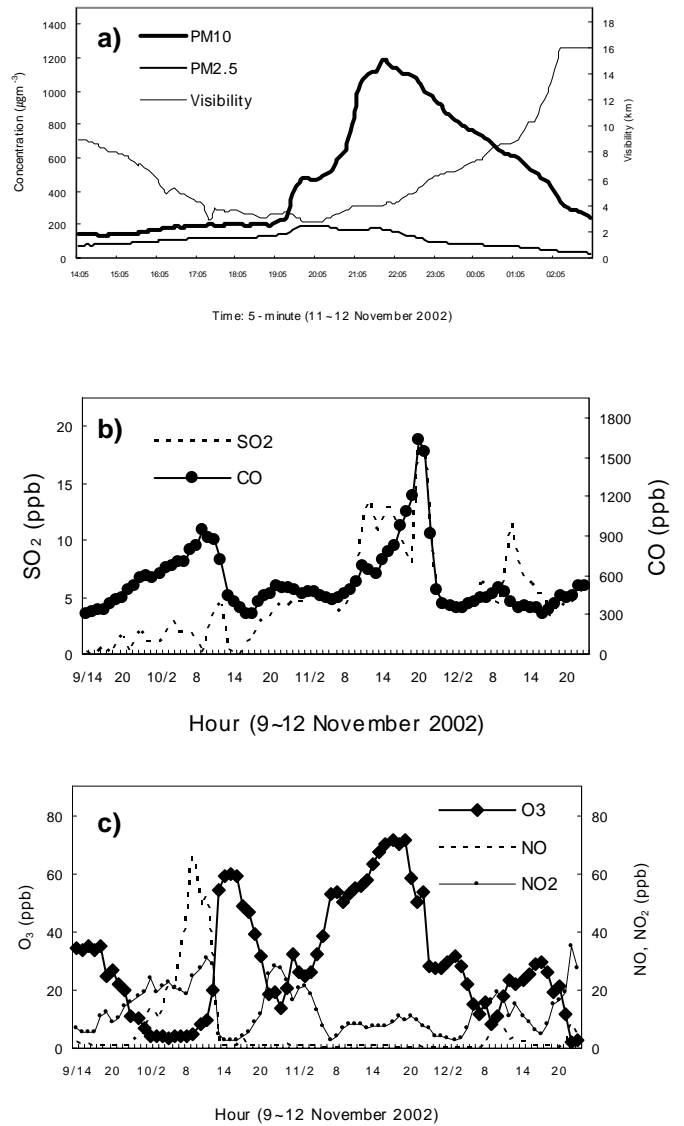 a)
PM10
PM2.5
Visibility
Concentration (μgm⁻³)
1400
1200
1000
800
600
400
200
0
18
16
14
12
10
8
6
4
2
0
Visibility (km)
14:05 15:05 16:05 17:05 18:05 19:05 20:05 21:05 22:05 23:05 00:05 01:05 02:05
Time: 5-minute (11~12 November 2002)
b)
SO2
CO
SO₂ (ppb)
20
15
10
5
0
1800
1500
1200
900
600
300
0
CO (ppb)
9/14 20 10/2 8 14 20 11/2 8 14 20 12/2 8 14 20
Hour (9~12 November 2002)
c)
O3
NO
NO2
O₃ (ppb)
80
60
40
20
0
80
60
40
20
0
NO, NO₂ (ppb)
9/14 20 10/2 8 14 20 11/2 8 14 20 12/2 8 14 20
Hour (9~12 November 2002)